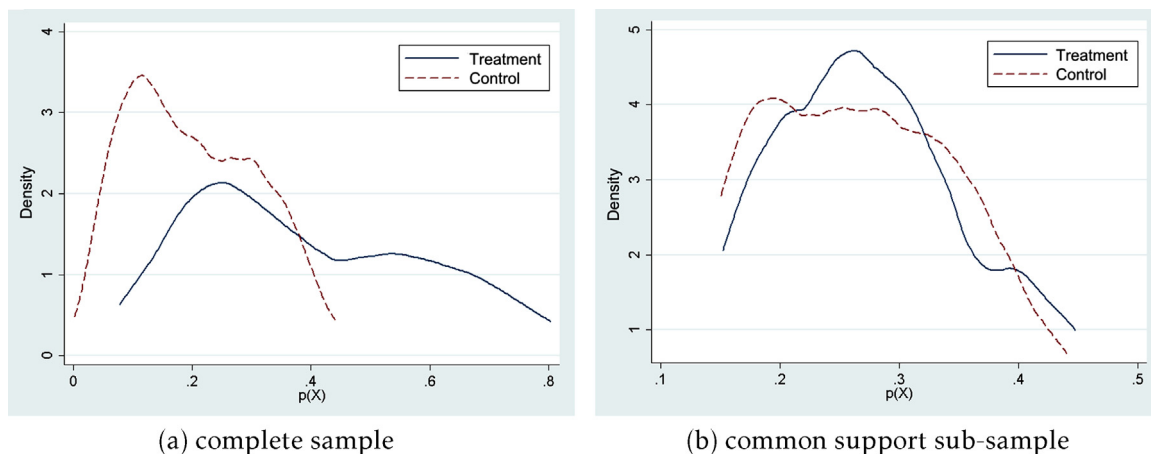 4
3
2
1
0
Density
Treatment
Control
0
.2
.4
.6
.8
p(X)
(a) complete sample
5
4
3
2
1
Density
Treatment
Control
.1
.2
.3
.4
.5
p(X)
(b) common support sub-sample